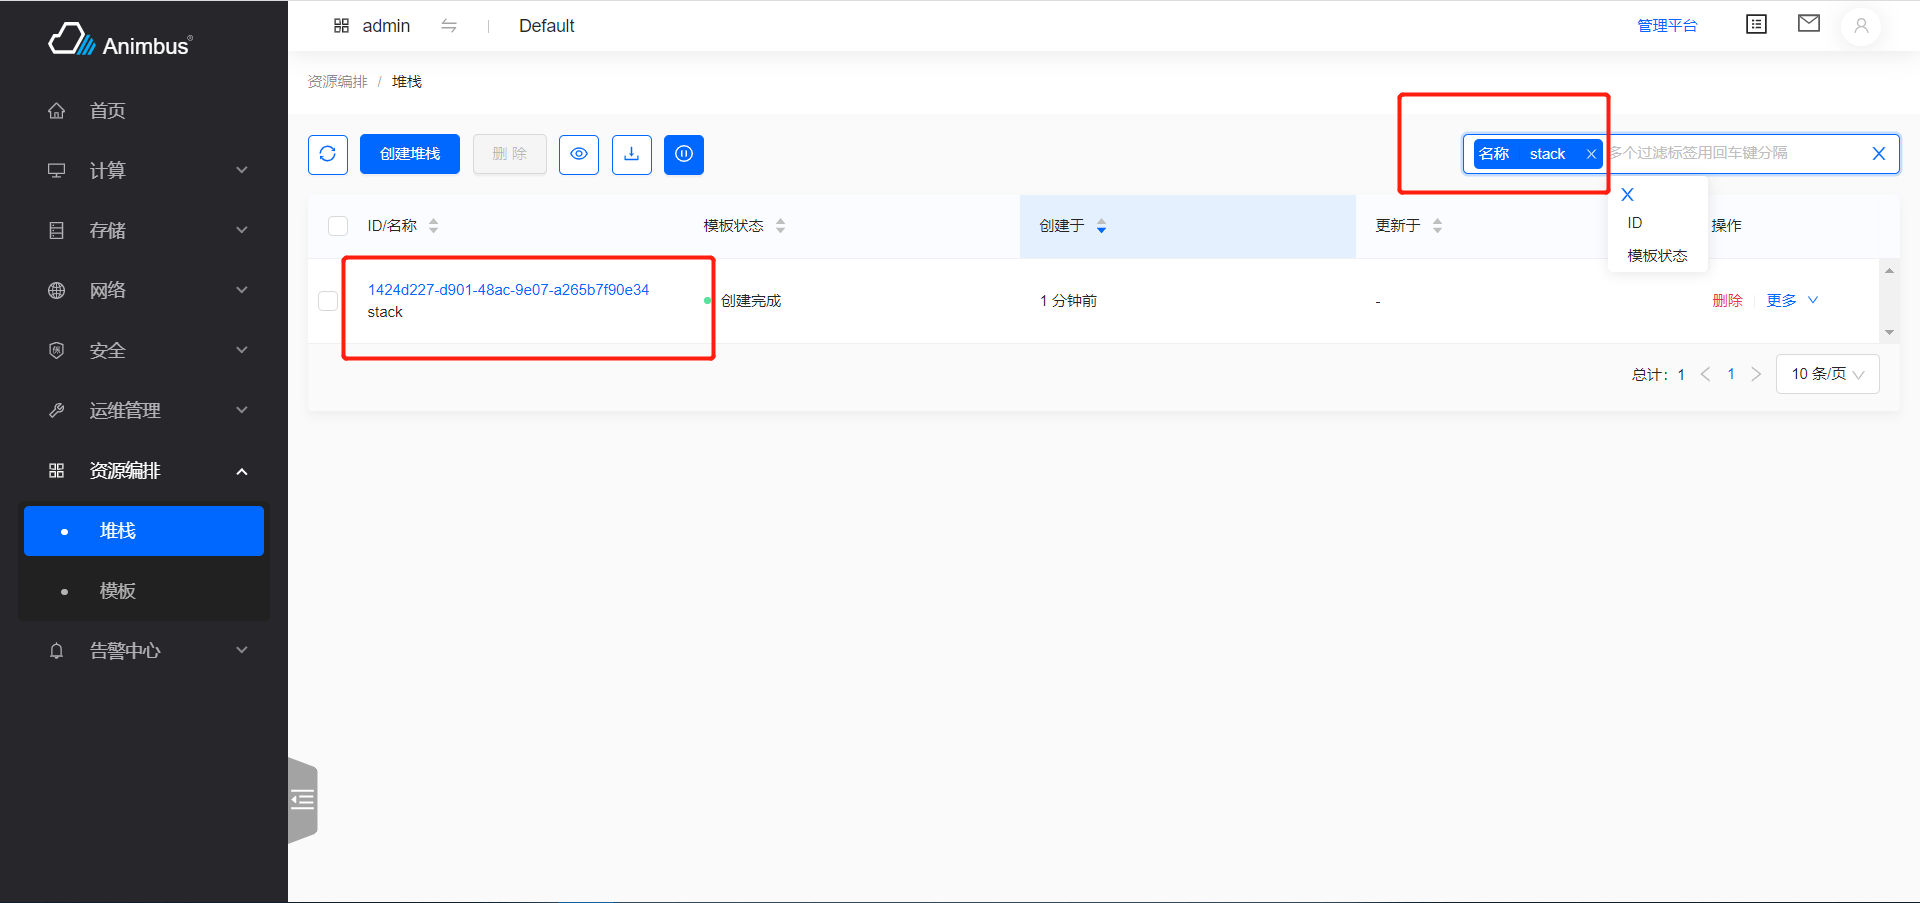 Animbus®
admin
Default
管理平台
首页
计算
存储
网络
安全
运维管理
资源编排
堆栈
模板
告警中心
资源编排 / 堆栈
创建堆栈
删 除
名称 stack
多个过滤标签用回车键分隔
ID
模板状态
ID/名称
模板状态
创建于
更新于
操作
1424d227-d901-48ac-9e07-a265b7f90e34
stack
创建完成
1 分钟前
-
删除
更多
总计：1
1
10 条/页